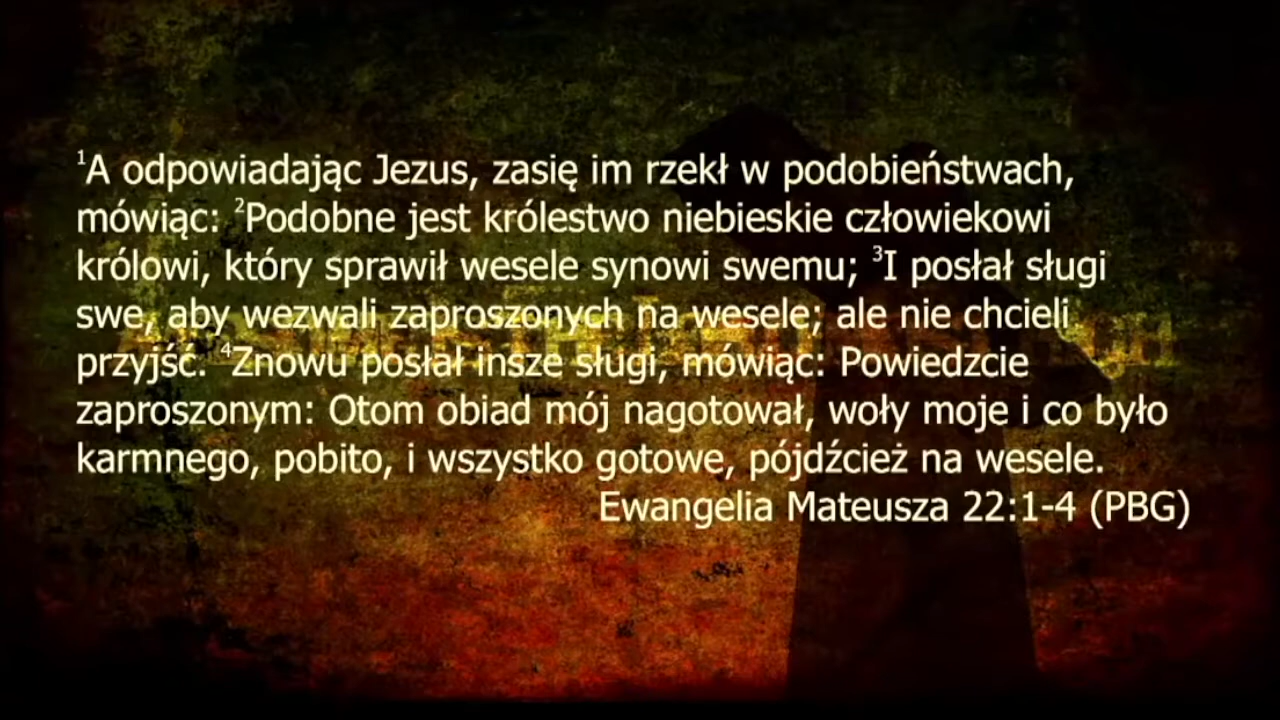 ¹A odpowiadając Jezus, zasię im rzekł w podobieństwach,
mówiąc: ²Podobne jest królestwo niebieskie człowiekowi
królowi, który sprawił wesele synowi swemu; ³I posłał sługi
swe, aby wezwali zaproszonych na wesele; ale nie chcieli
przyjść. ⁴Znowu posłał insze sługi, mówiąc: Powiedzcie
zaproszonym: Otom obiad mój nagotował, woły moje i co było
karmnego, pobito, i wszystko gotowe, pójdźcież na wesele.
Ewangelia Mateusza 22:1-4 (PBG)